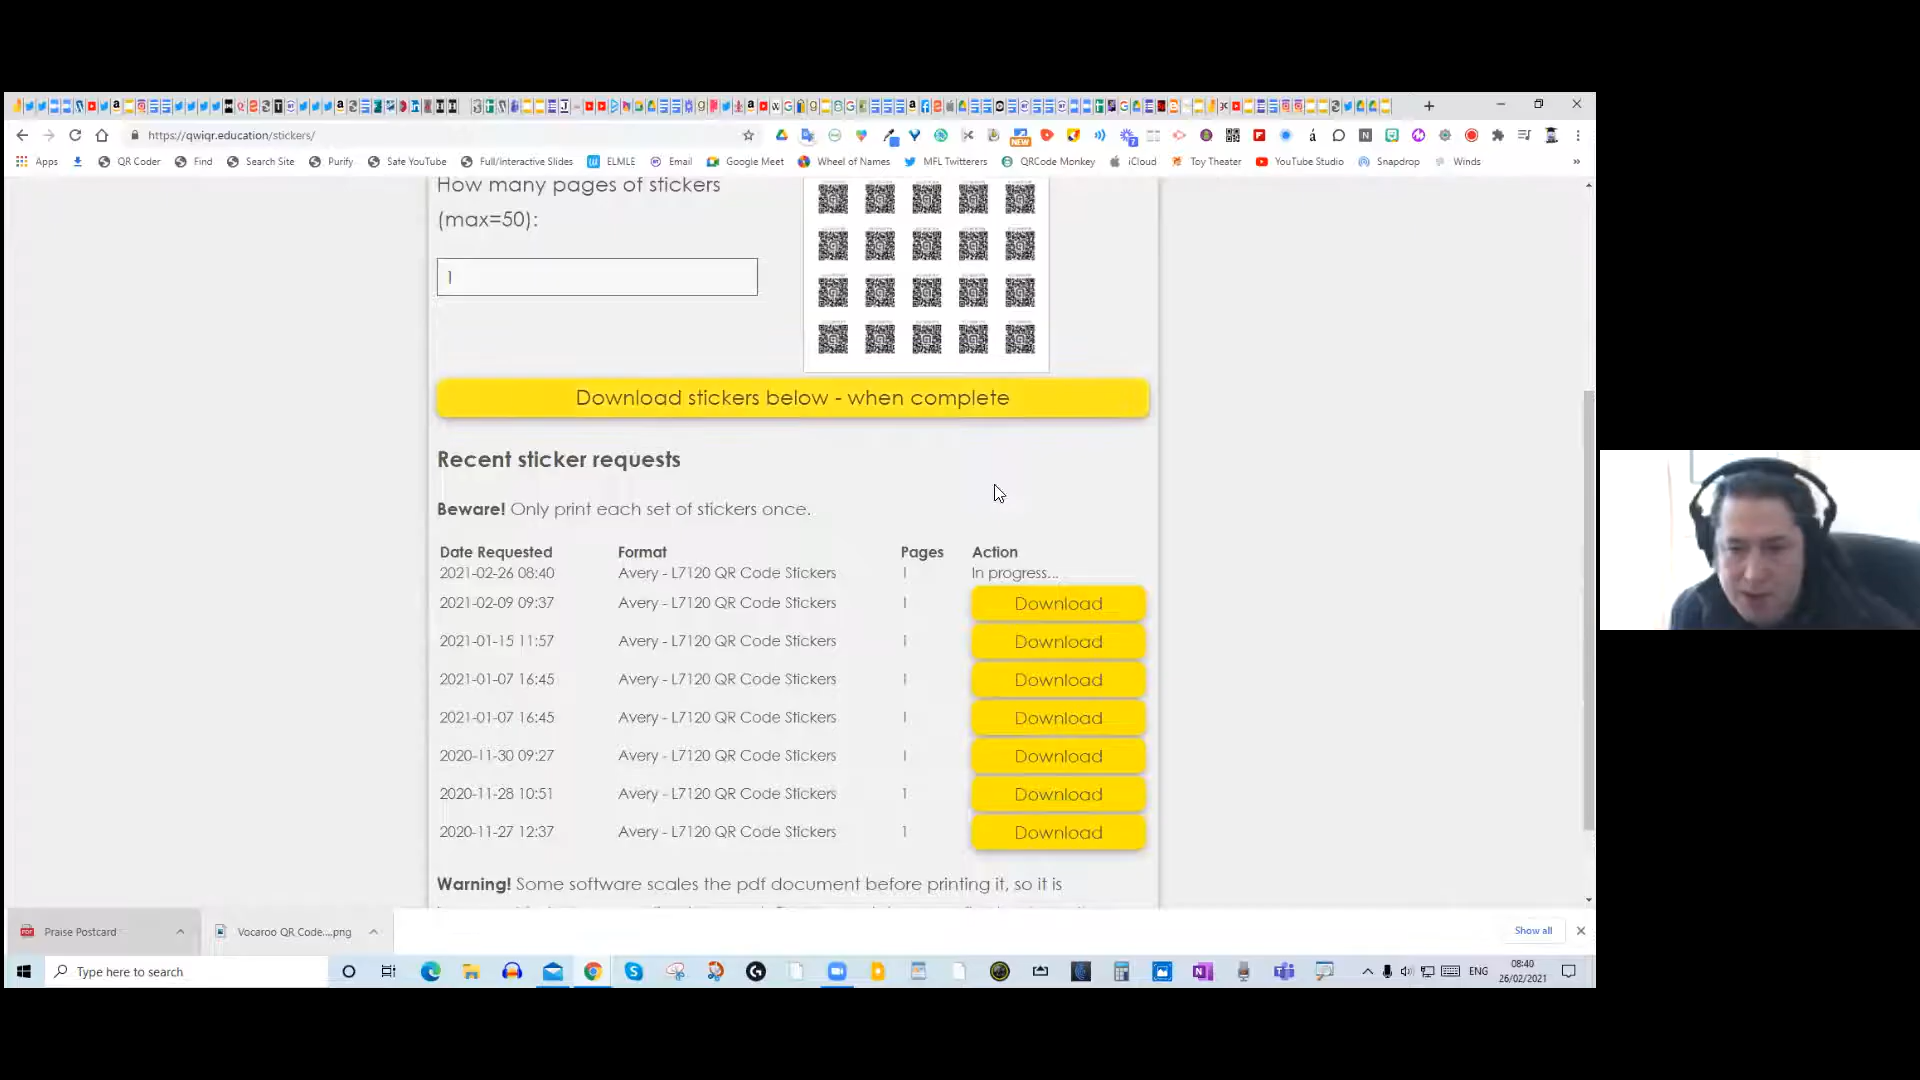 https://qwiqr.education/stickers/
Apps QR Coder Find Search Site Purify Safe YouTube Full/interactive Slides ELMLE Email Google Meet Wheel of Names MFL Twitterers QRCode Monkey iCloud Toy Theater YouTube Studio Snapdrop Winds »
How many pages of stickers
(max=50):
1
Download stickers below - when complete
Recent sticker requests
Beware! Only print each set of stickers once.
Date Requested Format Pages Action
2021-02-26 08:40 Avery - L7120 QR Code Stickers 1 In progress...
2021-02-09 09:37 Avery - L7120 QR Code Stickers 1 Download
2021-01-15 11:57 Avery - L7120 QR Code Stickers 1 Download
2021-01-07 16:45 Avery - L7120 QR Code Stickers 1 Download
2021-01-07 16:45 Avery - L7120 QR Code Stickers 1 Download
2020-11-30 09:27 Avery - L7120 QR Code Stickers 1 Download
2020-11-28 10:51 Avery - L7120 QR Code Stickers 1 Download
2020-11-27 12:37 Avery - L7120 QR Code Stickers 1 Download
Warning! Some software scales the pdf document before printing it, so it is
Praise Postcard Vocaroo QR Code....png Show all
Type here to search ENG 08:40
26/02/2021